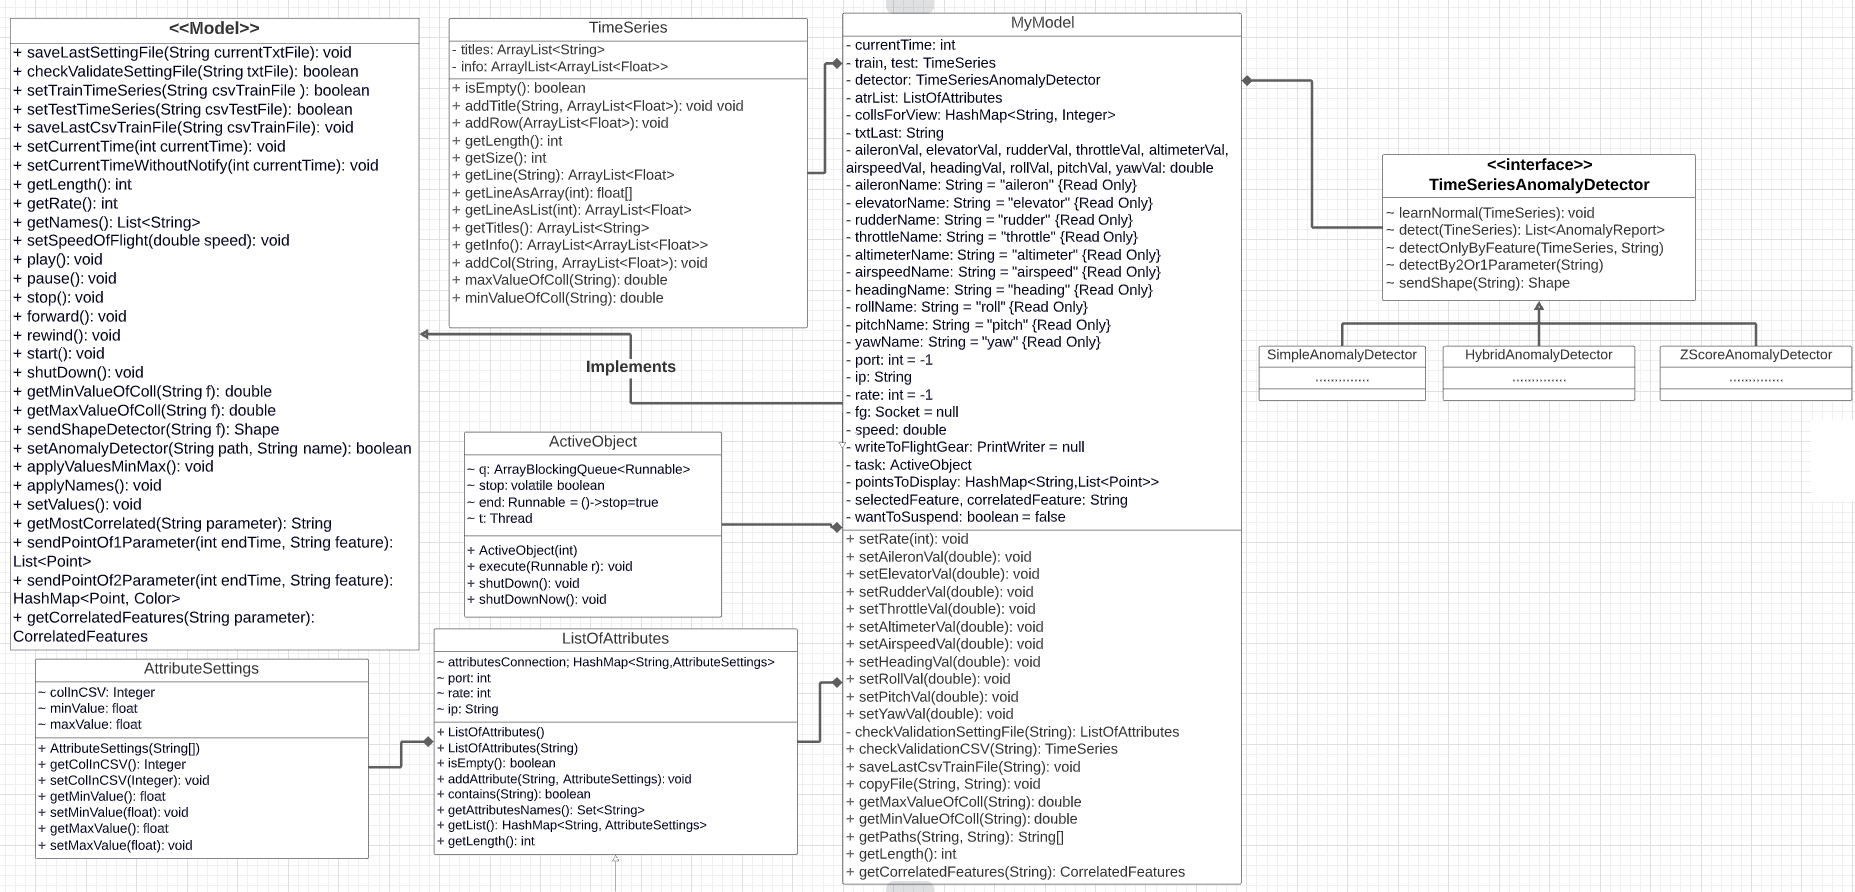 <<Model>>
+ saveLastSettingFile(String currentTxtFile): void
+ checkValidateSettingFile(String txtFile): boolean
+ setTrainTimeSeries(String csvTrainFile ): boolean
+ setTestTimeSeries(String csvTestFile): boolean
+ saveLastCsvTrainFile(String csvTrainFile): void
+ setCurrentTime(int currentTime): void
+ setCurrentTimeWithoutNotify(int currentTime): void
+ getLength(): int
+ getRate(): int
+ getNames(): List<String>
+ setSpeedOfFlight(double speed): void
+ play(): void
+ pause(): void
+ stop(): void
+ forward(): void
+ rewind(): void
+ start(): void
+ shutDown(): void
+ getMinValueOfColl(String f): double
+ getMaxValueOfColl(String f): double
+ sendShapeDetector(String f): Shape
+ setAnomalyDetector(String path, String name): boolean
+ applyValuesMinMax(): void
+ applyNames(): void
+ setValues(): void
+ getMostCorrelated(String parameter): String
+ sendPointOf1Parameter(int endTime, String feature):
List<Point>
+ sendPointOf2Parameter(int endTime, String feature):
HashMap<Point, Color>
+ getCorrelatedFeatures(String parameter):
CorrelatedFeatures
AttributeSettings
~ colInCSV: Integer
~ minValue: float
~ maxValue: float
+ AttributeSettings(String[])
+ getColInCSV(): Integer
+ setColInCSV(Integer): void
+ getMinValue(): float
+ setMinValue(float): void
+ getMaxValue(): float
+ setMaxValue(float): void
TimeSeries
- titles: ArrayList<String>
- info: ArraylList<ArrayList<Float>>
+ isEmpty(): boolean
+ addTitle(String, ArrayList<Float>): void void
+ addRow(ArrayList<Float>): void
+ getLength(): int
+ getSize(): int
+ getLine(String): ArrayList<Float>
+ getLineAsArray(int): float[]
+ getLineAsList(int): ArrayList<Float>
+ getTitles(): ArrayList<String>
+ getInfo(): ArrayList<ArrayList<Float>>
+ addCol(String, ArrayList<Float>): void
+ maxValueOfColl(String): double
+ minValueOfColl(String): double
Implements
ActiveObject
~ q: ArrayBlockingQueue<Runnable>
~ stop: volatile boolean
~ end: Runnable = ()->stop=true
~ t: Thread
+ ActiveObject(int)
+ execute(Runnable r): void
+ shutDown(): void
+ shutDownNow(): void
ListOfAttributes
~ attributesConnection; HashMap<String,AttributeSettings>
~ port: int
~ rate: int
~ ip: String
+ ListOfAttributes()
+ ListOfAttributes(String)
+ isEmpty(): boolean
+ addAttribute(String, AttributeSettings): void
+ contains(String): boolean
+ getAttributesNames(): Set<String>
+ getList(): HashMap<String, AttributeSettings>
+ getLength(): int
MyModel
- currentTime: int
- train, test: TimeSeries
- detector: TimeSeriesAnomalyDetector
- atrList: ListOfAttributes
- collsForView: HashMap<String, Integer>
- txtLast: String
- aileronVal, elevatorVal, rudderVal, throttleVal, altimeterVal,
airspeedVal, headingVal, rollVal, pitchVal, yawVal: double
- aileronName: String = "aileron" {Read Only}
- elevatorName: String = "elevator" {Read Only}
- rudderName: String = "rudder" {Read Only}
- throttleName: String = "throttle" {Read Only}
- altimeterName: String = "altimeter" {Read Only}
- airspeedName: String = "airspeed" {Read Only}
- headingName: String = "heading" {Read Only}
- rollName: String = "roll" {Read Only}
- pitchName: String = "pitch" {Read Only}
- yawName: String = "yaw" {Read Only}
- port: int = -1
- ip: String
- rate: int = -1
- fg: Socket = null
- speed: double
- writeToFlightGear: PrintWriter = null
- task: ActiveObject
- pointsToDisplay: HashMap<String,List<Point>>
- selectedFeature, correlatedFeature: String
- wantToSuspend: boolean = false
+ setRate(int): void
+ setAileronVal(double): void
+ setElevatorVal(double): void
+ setRudderVal(double): void
+ setThrottleVal(double): void
+ setAltimeterVal(double): void
+ setAirspeedVal(double): void
+ setHeadingVal(double): void
+ setRollVal(double): void
+ setPitchVal(double): void
+ setYawVal(double): void
- checkValidationSettingFile(String): ListOfAttributes
+ checkValidationCSV(String): TimeSeries
+ saveLastCsvTrainFile(String): void
+ copyFile(String, String): void
+ getMaxValueOfColl(String): double
+ getMinValueOfColl(String): double
+ getPaths(String, String): String[]
+ getLength(): int
+ getCorrelatedFeatures(String): CorrelatedFeatures
<<interface>>
TimeSeriesAnomalyDetector
~ learnNormal(TimeSeries): void
~ detect(TineSeries): List<AnomalyReport>
~ detectOnlyByFeature(TimeSeries, String)
~ detectBy2Or1Parameter(String)
~ sendShape(String): Shape
SimpleAnomalyDetector
..............
HybridAnomalyDetector
..............
ZScoreAnomalyDetector
..............